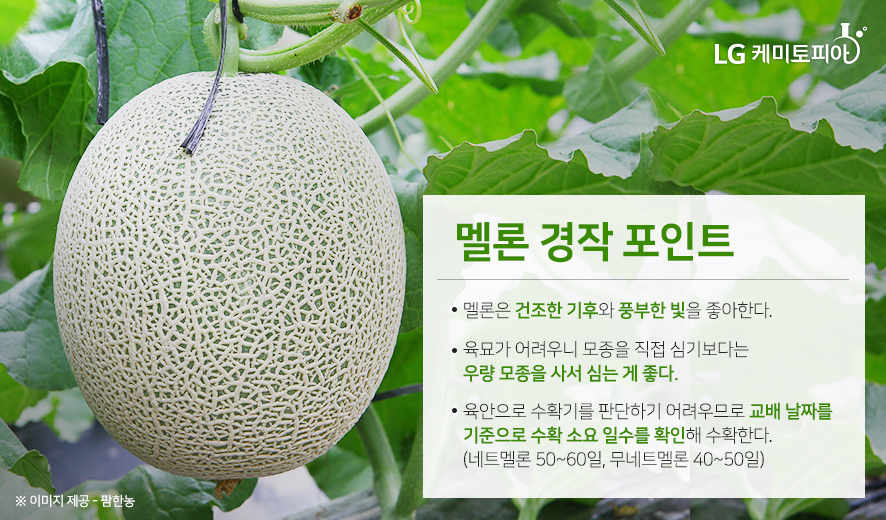 LG 케미토피아
멜론 경작 포인트
• 멜론은 건조한 기후와 풍부한 빛을 좋아한다.
• 육묘가 어려우니 모종을 직접 심기보다는
우량 모종을 사서 심는 게 좋다.
• 육안으로 수확기를 판단하기 어려우므로 교배 날짜를
기준으로 수확 소요 일수를 확인해 수확한다.
(네트멜론 50~60일, 무네트멜론 40~50일)
※ 이미지 제공 - 팜한농